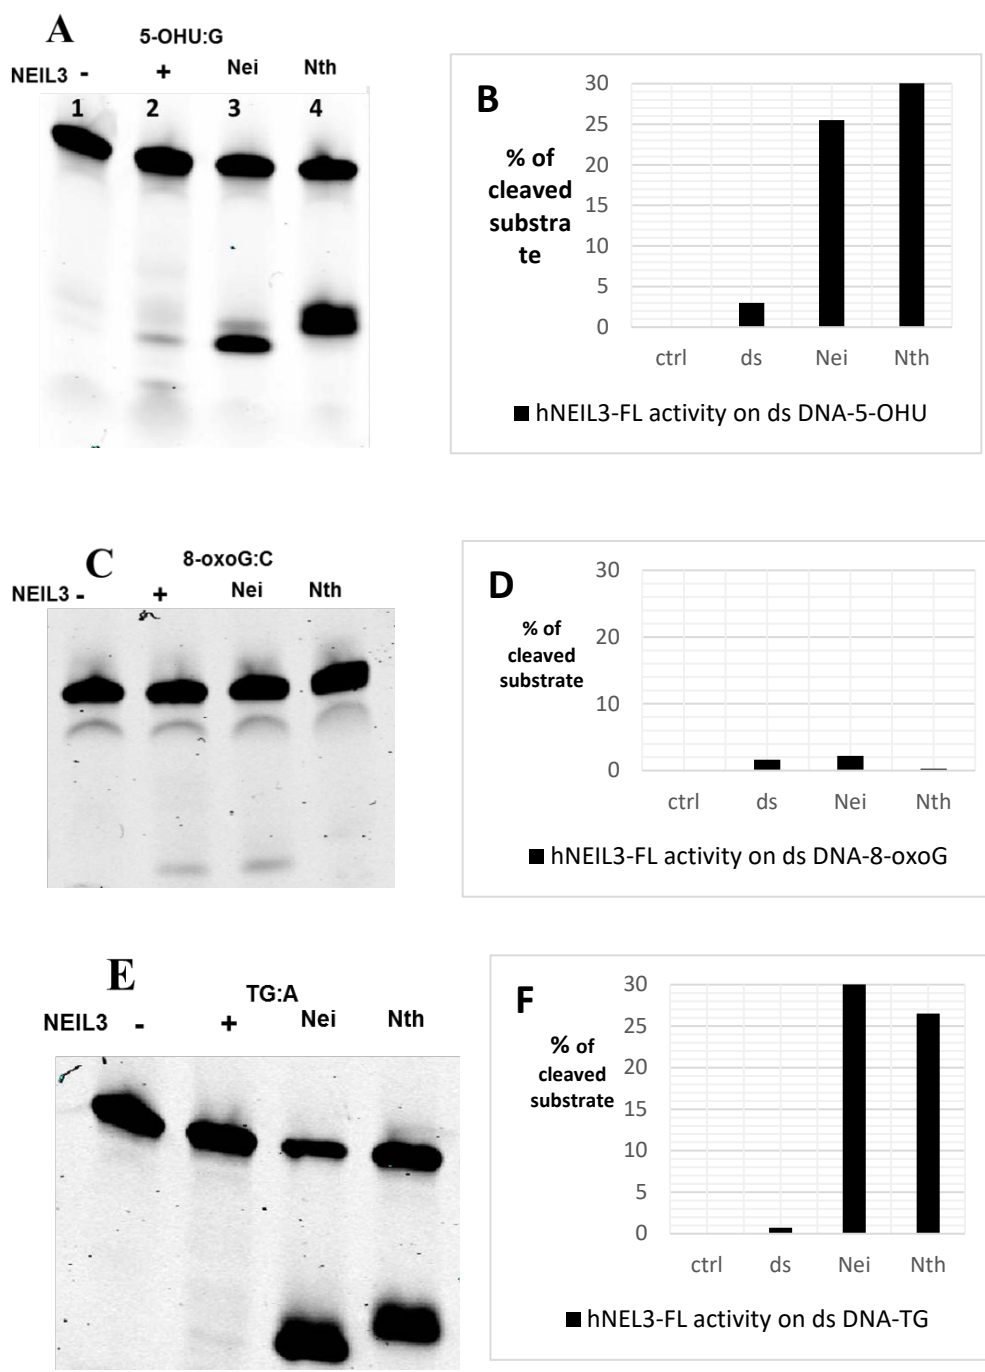 A
5-OHU:G
NEIL3 - + Nei Nth
1 2 3 4
B
% of
cleaved
substra
te
30
25
20
15
10
5
0
ctrl ds Nei Nth
hNEIL3-FL activity on ds DNA-5-OHU
C
8-oxoG:C
NEIL3 - + Nei Nth
D
% of
cleaved
substrate
30
20
10
0
ctrl ds Nei Nth
hNEIL3-FL activity on ds DNA-8-oxoG
E
TG:A
NEIL3 - + Nei Nth
F
% of
cleaved
substrate
30
25
20
15
10
5
0
ctrl ds Nei Nth
hNEL3-FL activity on ds DNA-TG